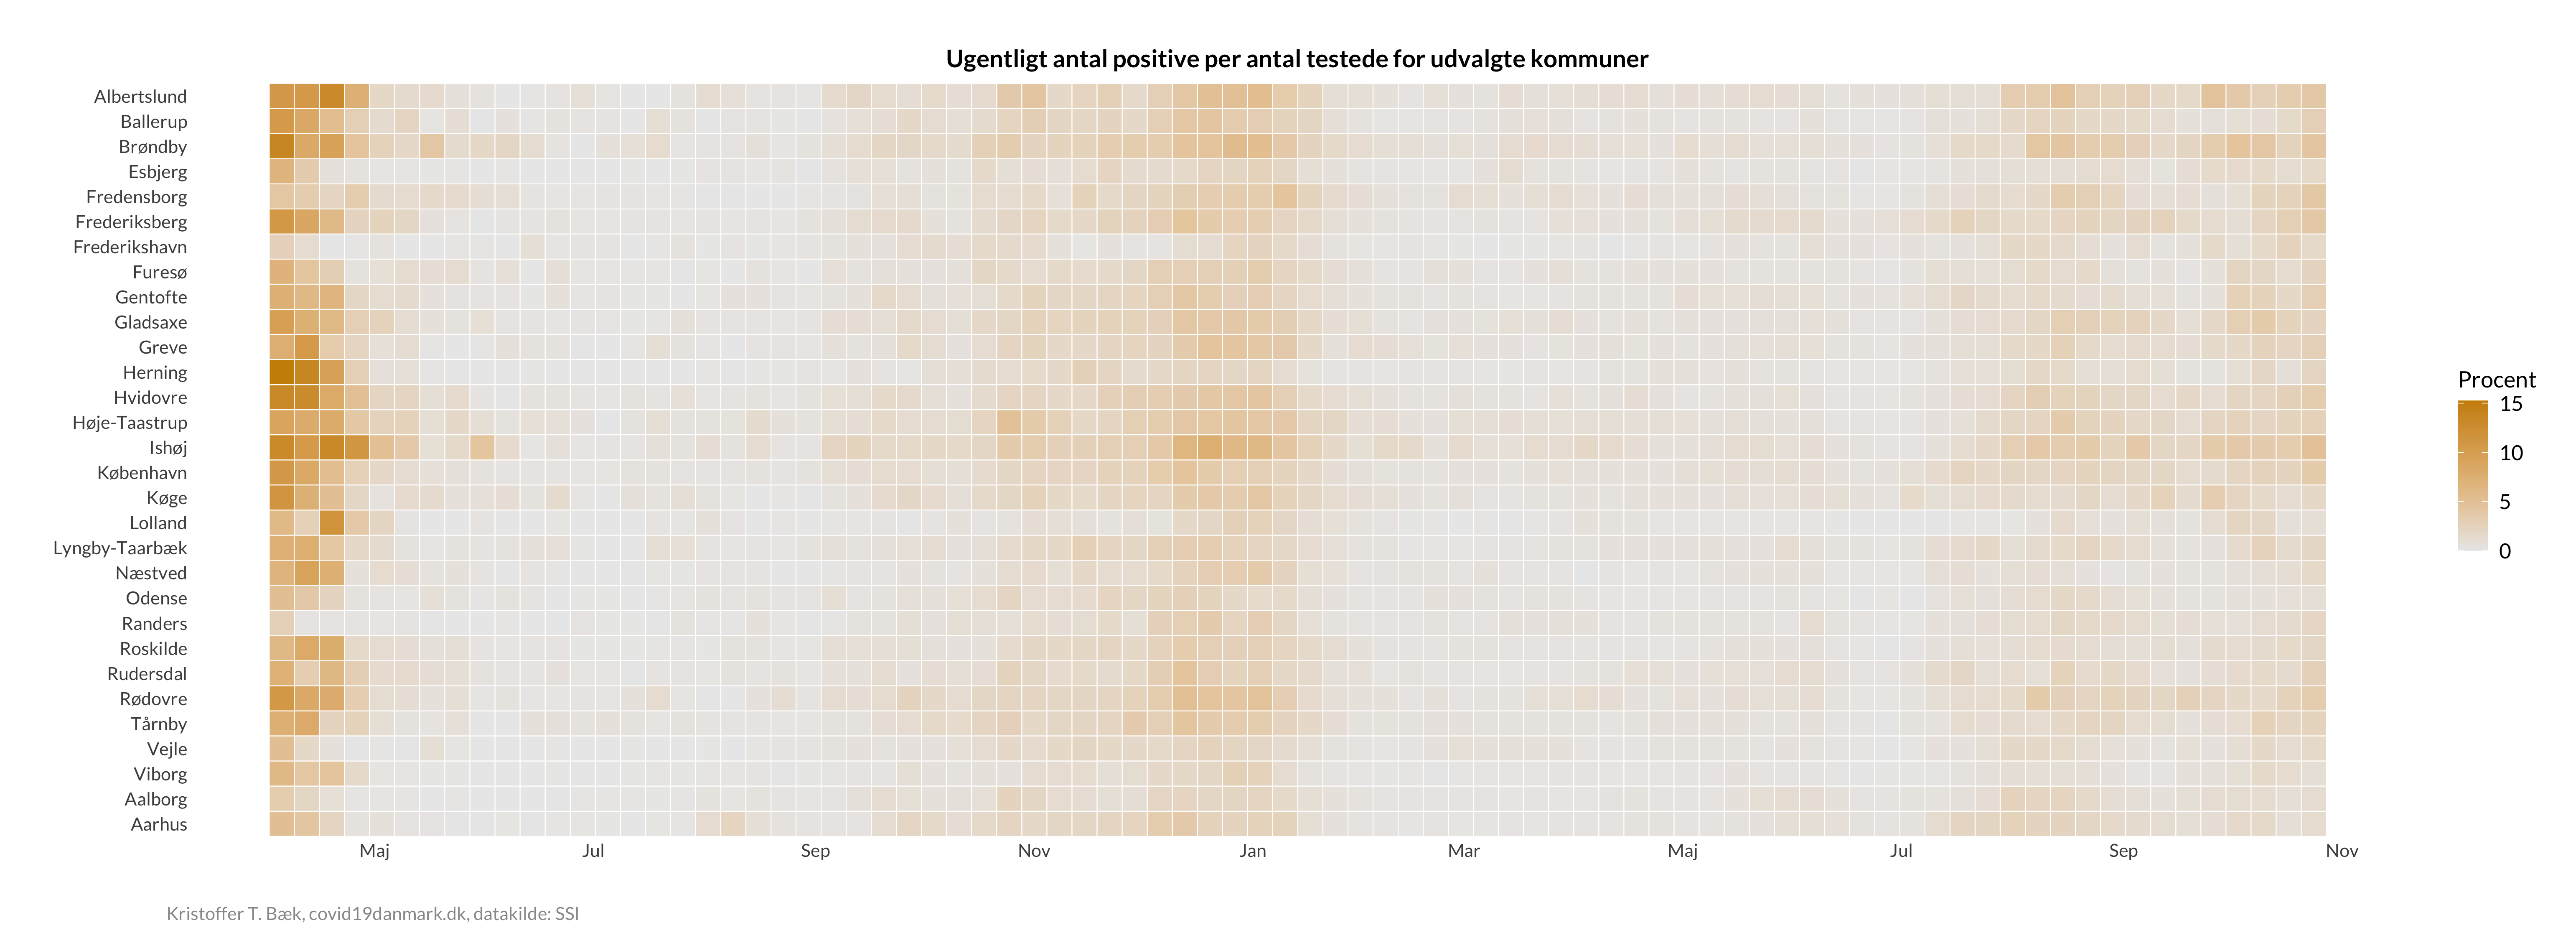 Ugentligt antal positive per antal testede for udvalgte kommuner
Albertslund
Ballerup
Brøndby
Esbjerg
Fredensborg
Frederiksberg
Frederikshavn
Furesø
Gentofte
Gladsaxe
Greve
Herning
Hvidovre
Høje-Taastrup
Ishøj
København
Køge
Lolland
Lyngby-Taarbæk
Næstved
Odense
Randers
Roskilde
Rudersdal
Rødovre
Tårnby
Vejle
Viborg
Aalborg
Aarhus
Maj Jul Sep Nov Jan Mar Maj Jul Sep Nov
Procent
15
10
5
0
Kristoffer T. Bæk, covid19danmark.dk, datakilde: SSI